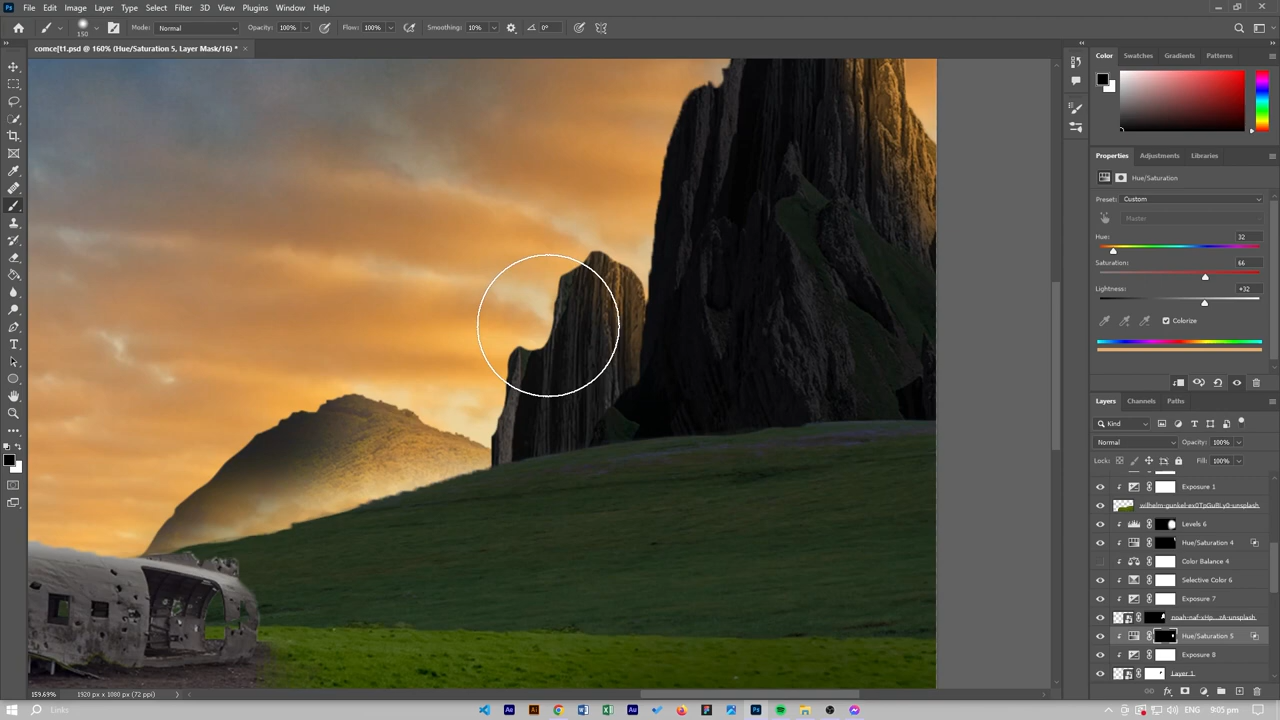 File Edit Image Layer Type Select Filter 3D View Plugins Window Help
150 Mode: Normal Opacity: 100% Flow: 100% Smoothing: 10% 0°
comce[t1.psd @ 160% (Hue/Saturation 5, Layer Mask/16) *
Color Swatches Gradients Patterns
Properties Adjustments Libraries
Hue/Saturation
Preset: Custom
Master
Hue: 32
Saturation: 66
Lightness: +32
Colorize
Layers Channels Paths
Kind
Normal Opacity: 100%
Lock: Fill: 100%
Exposure 1
wilhelm-gunkel-ex0TpGuBLy0-unsplash
Levels 6
Hue/Saturation 4
Color Balance 4
Selective Color 6
Exposure 7
noah-naf-xHp...zA-unsplash
Hue/Saturation 5
Exposure 8
Layer 1
159.69% 1920 px x 1080 px (72 ppi)
Links ENG 9:05 pm